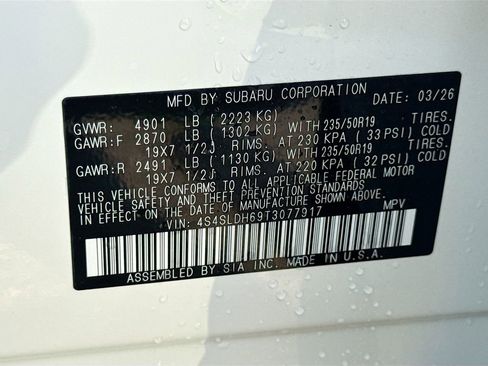 MFD BY SUBARU CORPORATION DATE: 03/26
GVWR: 4901 LB (2223 KG) TIRES.
GAWR:F 2870 LB (1302 KG) WITH 235/50R19
19X7 1/2J RIMS. AT 230 KPA (33 PSI) COLD
GAWR:R 2491 LB (1130 KG) WITH 235/50R19 TIRES.
19X7 1/2J RIMS. AT 220 KPA (32 PSI) COLD
THIS VEHICLE CONFORMS TO ALL APPLICABLE FEDERAL MOTOR
VEHICLE SAFETY AND THEFT PREVENTION STANDARDS
IN EFFECT ON THE DATE OF MANUFACTURE SHOWN ABOVE.
VIN: 4S4SLDH69T3077917 MPV
ASSEMBLED BY SIA INC. MADE IN U.S.A.